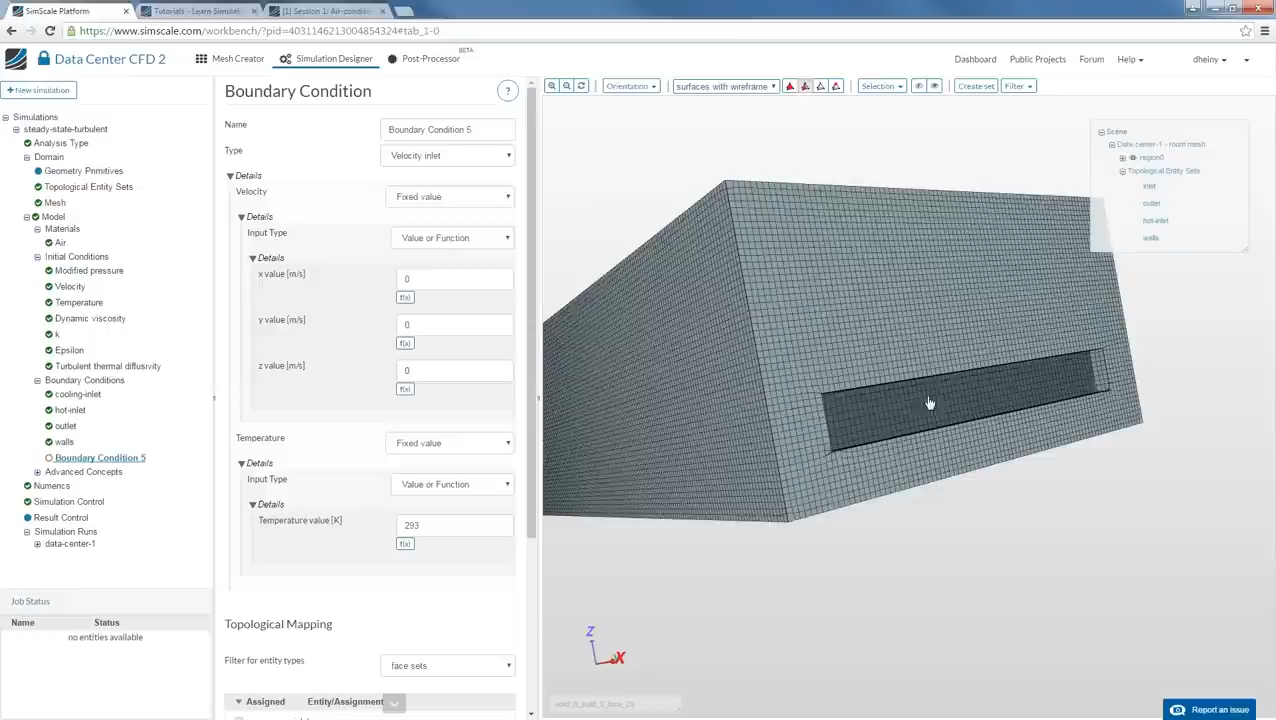 SimScale Platform
Tutorials - Learn Simula
[1) Session 1: Air-condit
https://www.simscale.com/workbench/?pid=4031146213004854324#tab_1-0
Data Center CFD 2
Mesh Creator
Simulation Designer
Post-Processor
BETA
Dashboard
Public Projects
Forum
Help
dheiny
+ New simulation
Simulations
steady-state-turbulent
Analysis Type
Domain
Geometry Primitives
Topological Entity Sets
Mesh
Model
Materials
Air
Initial Conditions
Modified pressure
Velocity
Temperature
Dynamic viscosity
k
Epsilon
Turbulent thermal diffusivity
Boundary Conditions
cooling-inlet
hot-inlet
outlet
walls
Boundary Condition 5
Advanced Concepts
Numerics
Simulation Control
Result Control
Simulation Runs
data-center-1
Job Status
Name Status
no entities available
Boundary Condition
?
Name
Boundary Condition 5
Type
Velocity inlet
Details
Velocity
Fixed value
Details
Input Type
Value or Function
Details
x value [m/s]
0
f(x)
y value [m/s]
0
f(x)
z value [m/s]
0
f(x)
Temperature
Fixed value
Details
Input Type
Value or Function
Details
Temperature value [K]
293
f(x)
Topological Mapping
Filter for entity types
face sets
Assigned Entity/Assignment
Orientation
surfaces with wireframe
Selection
Create set
Filter
Scene
Data-center-1 - room mesh
region0
Topological Entity Sets
inlet
outlet
hot-inlet
walls
Z
X
Report an issue